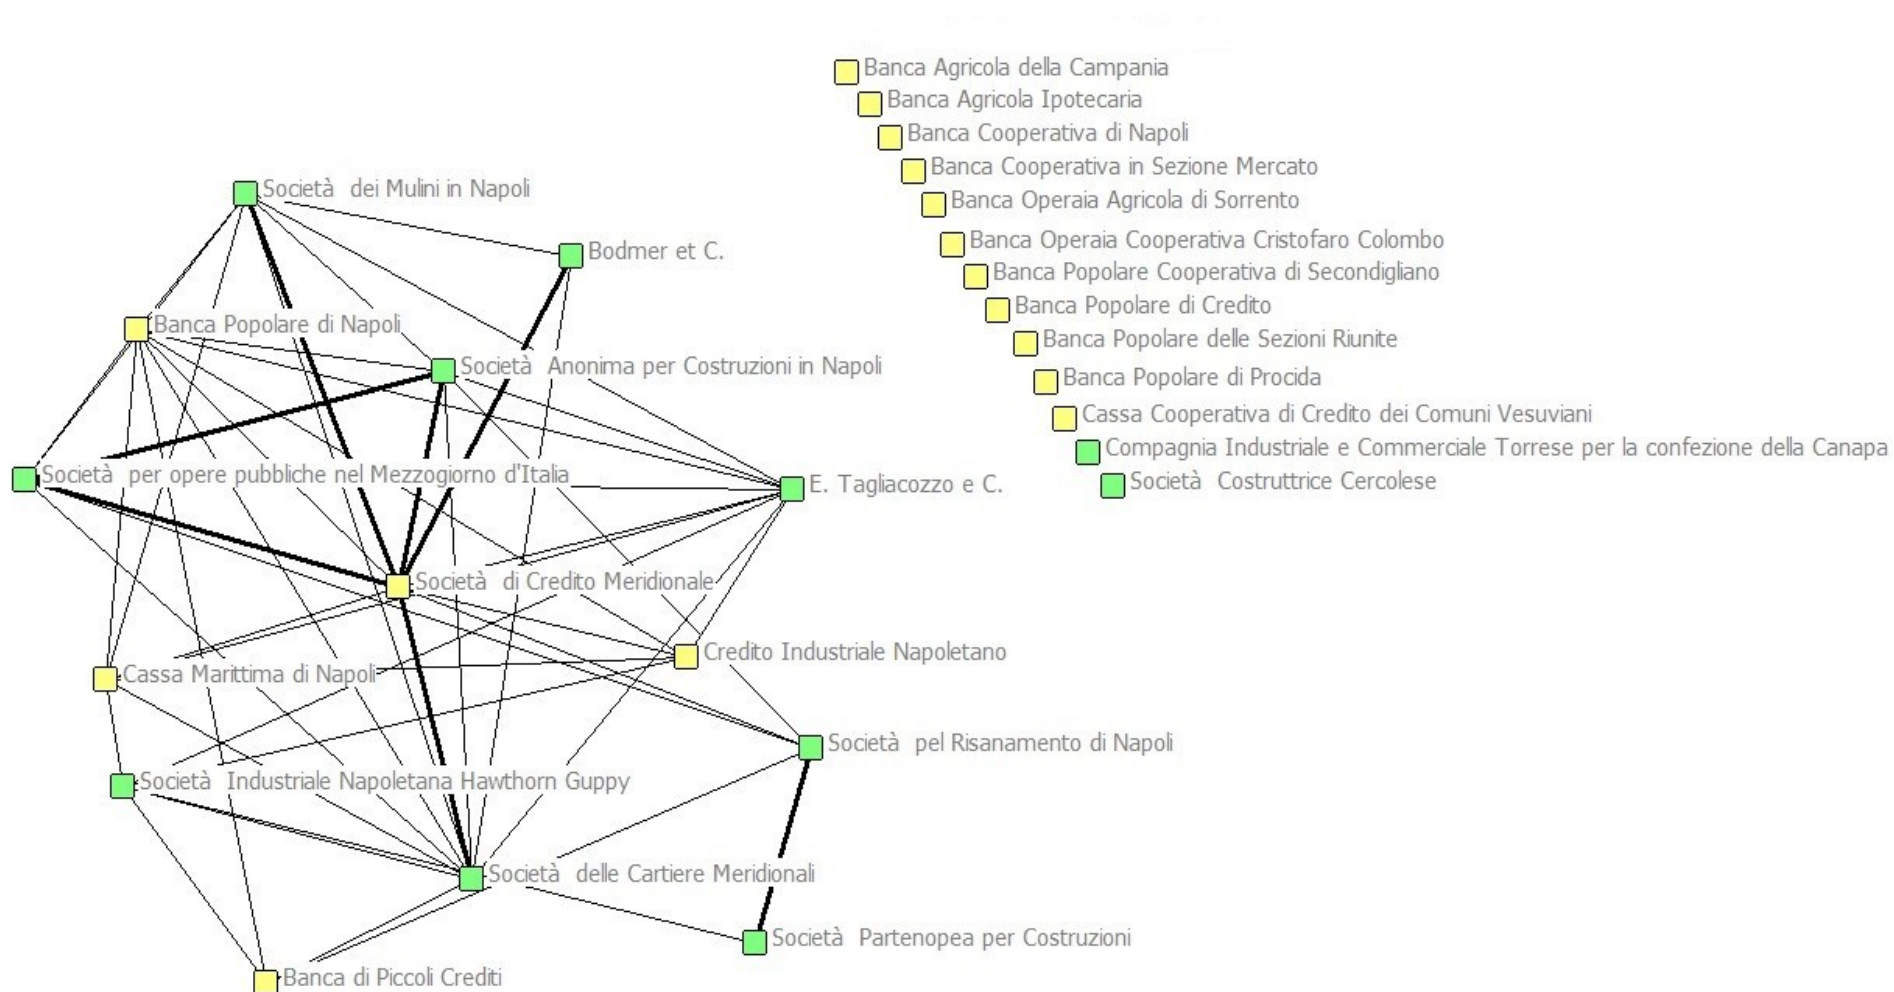 Banca Agricola della Campania
Banca Agricola Ipotecaria
Banca Cooperativa di Napoli
Banca Cooperativa in Sezione Mercato
Società dei Mulini in Napoli
Banca Operaia Agricola di Sorrento
Bodmer et C.
Banca Operaia Cooperativa Cristofaro Colombo
Banca Popolare Cooperativa di Secondigliano
Banca Popolare di Credito
Banca Popolare di Napoli
Banca Popolare delle Sezioni Riunite
Società Anonima per Costruzioni in Napoli
Banca Popolare di Procida
Cassa Cooperativa di Credito dei Comuni Vesuviani
Compagnia Industriale e Commerciale Torrese per la confezione della Canapa
Società per opere pubbliche nel Mezzogiorno d'Italia
E. Tagliacozzo e C.
Società Costruttrice Cercolese
Società di Credito Meridionale
Credito Industriale Napoletano
Cassa Marittima di Napoli
Società pel Risanamento di Napoli
Società Industriale Napoletana Hawthorn Guppy
Società delle Cartiere Meridionali
Società Partenopea per Costruzioni
Banca di Piccoli Crediti